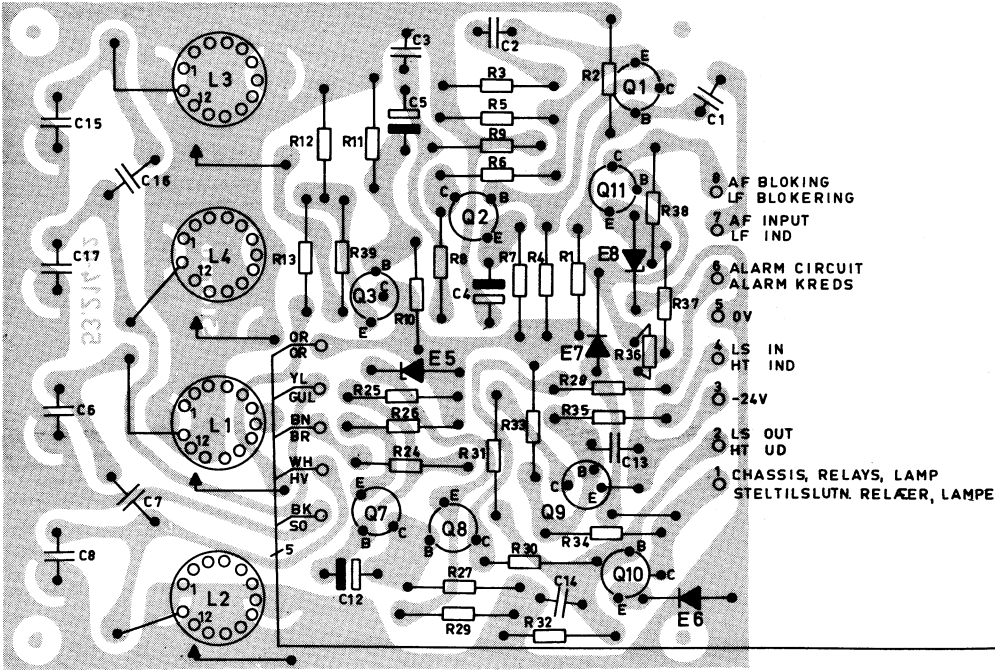 C3
C2
E
R2
Q1
C
B
C1
R3
C5
R5
R9
R6
R12
R11
1
L3
12
C15
C16
C
Q11
B
E
R38
C
B
Q2
E
8 AF BLOKING
LF BLOKERING
7 AF INPUT
LF IND
6 ALARM CIRCUIT
ALARM KREDS
5 0V
4 LS IN
HT IND
3 -24V
2 LS OUT
HT UD
1 CHASSIS, RELAYS, LAMP
STELTILSLUTN. RELÆER, LAMPE
1
L4
12
C17
R13
R39
B
C
Q3
E
R10
R8
C4
R7
R4
R1
E8
R37
E7
R36
OR
OR
YL
GUL
BN
BR
WH
HV
BK
SO
5
E5
R25
R26
R24
R28
R35
R33
R31
C13
1
L1
12
C6
C7
C8
E
Q7
B
C
E
Q8
B
C
B
C
E
Q9
R34
R30
B
Q10
C
E
E6
1
L2
12
C12
R27
R29
C14
R32